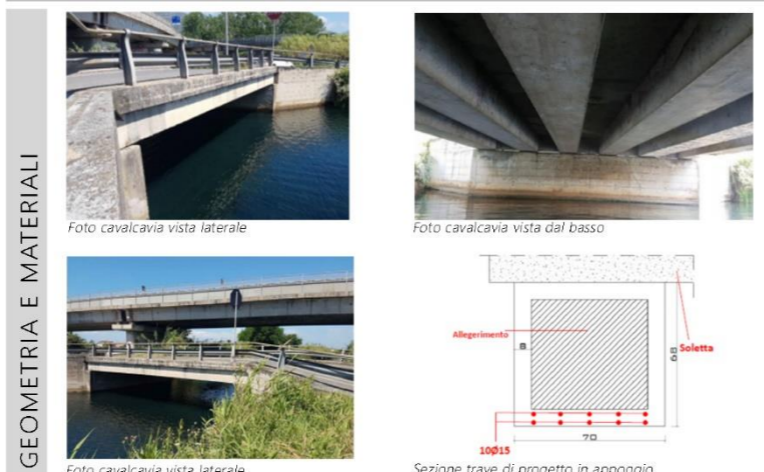 GEOMETRIA E MATERIALI
Foto cavalcavia vista laterale
Foto cavalcavia vista dal basso
Foto cavalcavia vista laterale
Allegerimento
8
Soletta
68
10Ø15
70
Sezione trave di progetto in appoggio